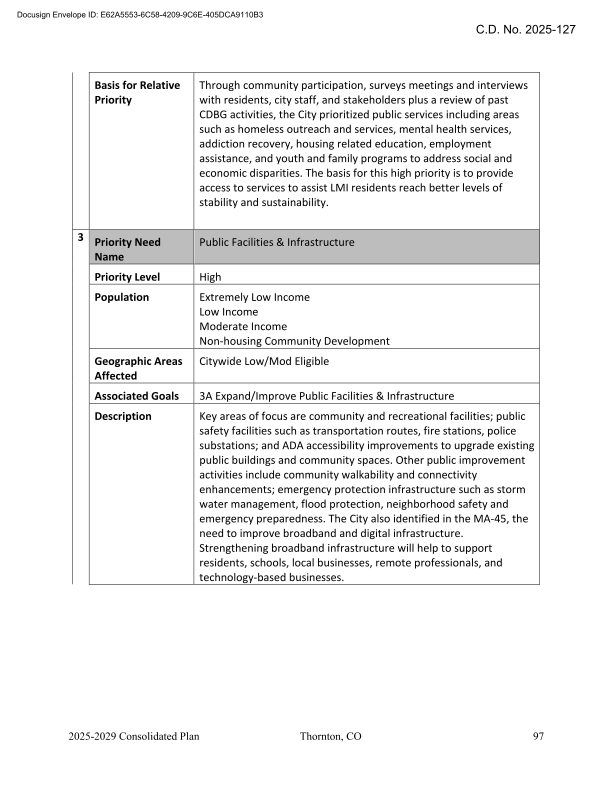 Docusign Envelope ID: E62A5553-6C58-4209-9C6E-405DCA9110B3
C.D. No. 2025-127
Basis for Relative
Priority
Through community participation, surveys meetings and interviews
with residents, city staff, and stakeholders plus a review of past
CDBG activities, the City prioritized public services including areas
such as homeless outreach and services, mental health services,
addiction recovery, housing related education, employment
assistance, and youth and family programs to address social and
economic disparities. The basis for this high priority is to provide
access to services to assist LMI residents reach better levels of
stability and sustainability.
3
Priority Need
Name
Public Facilities & Infrastructure
Priority Level
High
Population
Extremely Low Income
Low Income
Moderate Income
Non-housing Community Development
Geographic Areas
Affected
Citywide Low/Mod Eligible
Associated Goals
3A Expand/Improve Public Facilities & Infrastructure
Description
Key areas of focus are community and recreational facilities; public
safety facilities such as transportation routes, fire stations, police
substations; and ADA accessibility improvements to upgrade existing
public buildings and community spaces. Other public improvement
activities include community walkability and connectivity
enhancements; emergency protection infrastructure such as storm
water management, flood protection, neighborhood safety and
emergency preparedness. The City also identified in the MA-45, the
need to improve broadband and digital infrastructure.
Strengthening broadband infrastructure will help to support
residents, schools, local businesses, remote professionals, and
technology-based businesses.
2025-2029 Consolidated Plan
Thornton, CO
97